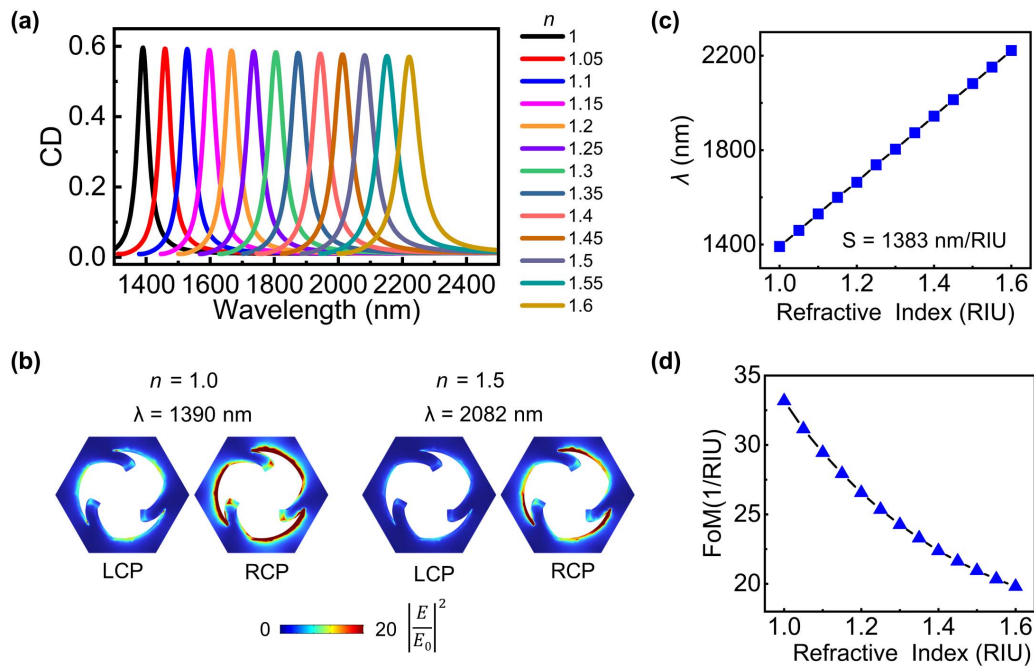 (a)
n
0.6
0.4
0.2
0.0
CD
1400 1600 1800 2000 2200 2400
Wavelength (nm)
1
1.05
1.1
1.15
1.2
1.25
1.3
1.35
1.4
1.45
1.5
1.55
1.6
(b)
n = 1.0
λ = 1390 nm
LCP
RCP
n = 1.5
λ = 2082 nm
LCP
RCP
0
20
|E/E0|²
(c)
2200
1800
1400
λ (nm)
S = 1383 nm/RIU
1.0 1.2 1.4 1.6
Refractive Index (RIU)
(d)
35
30
25
20
FoM(1/RIU)
1.0 1.2 1.4 1.6
Refractive Index (RIU)